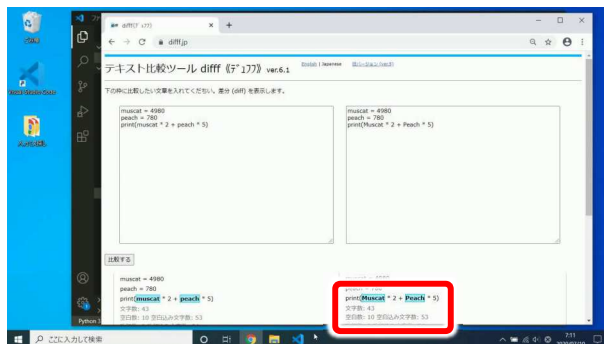 difff.jp
テキスト比較ツール difff《ﾃﾞｭﾌﾌ》 ver.6.1
English | Japanese
下の枠に比較したい文章を入れてくだちい。差分 (diff) を表示します。
muscat = 4980
peach = 780
print(muscat * 2 + peach * 5)
muscat = 4980
peach = 780
print(Muscat * 2 + Peach * 5)
比較する
muscat = 4980
peach = 780
print(muscat * 2 + peach * 5)
文字数: 43
空白数: 10 空白込み文字数: 53
print(Muscat * 2 + Peach * 5)
文字数: 43
空白数: 10 空白込み文字数: 53
Python 3
ここに入力して検索
7:11